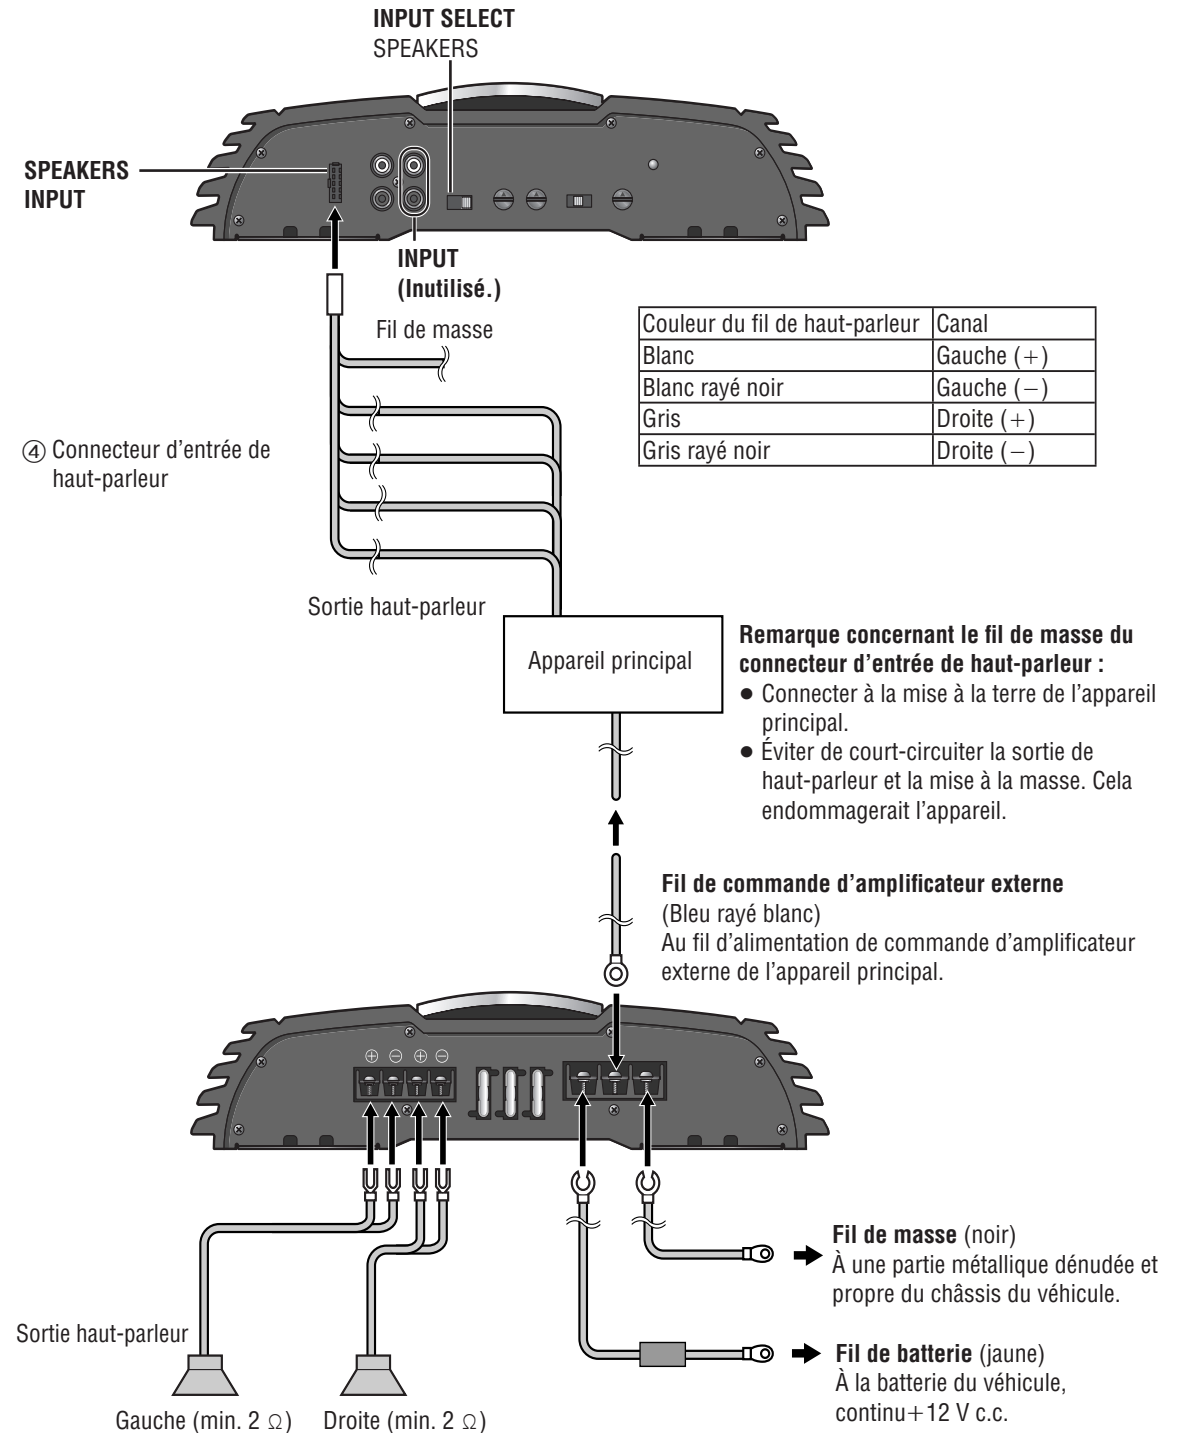 INPUT SELECT
SPEAKERS
SPEAKERS
INPUT
INPUT
(Inutilisé.)
Fil de masse
Couleur du fil de haut-parleur Canal
Blanc Gauche (+)
Blanc rayé noir Gauche (−)
Gris Droite (+)
Gris rayé noir Droite (−)
④ Connecteur d’entrée de
haut-parleur
Sortie haut-parleur
Appareil principal
Remarque concernant le fil de masse du
connecteur d’entrée de haut-parleur :
● Connecter à la mise à la terre de l’appareil
principal.
● Éviter de court-circuiter la sortie de
haut-parleur et la mise à la masse. Cela
endommagerait l’appareil.
Fil de commande d’amplificateur externe
(Bleu rayé blanc)
Au fil d’alimentation de commande d’amplificateur
externe de l’appareil principal.
⊕ ⊖ ⊕ ⊖
Fil de masse (noir)
À une partie métallique dénudée et
propre du châssis du véhicule.
Sortie haut-parleur
Fil de batterie (jaune)
À la batterie du véhicule,
continu+12 V c.c.
Gauche (min. 2 Ω) Droite (min. 2 Ω)